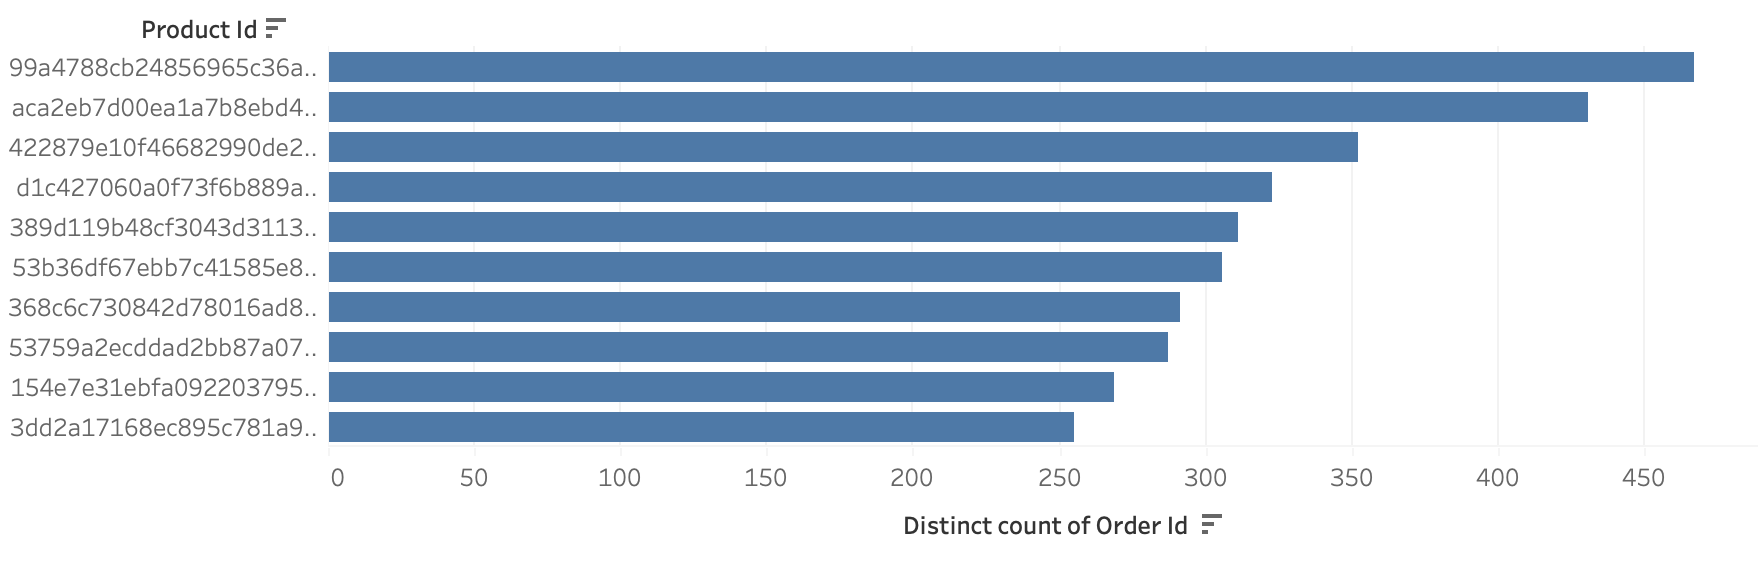 Product Id
99a4788cb24856965c36a..
aca2eb7d00ea1a7b8ebd4..
422879e10f46682990de2..
d1c427060a0f73f6b889a..
389d119b48cf3043d3113..
53b36df67ebb7c41585e8..
368c6c730842d78016ad8..
53759a2ecddad2bb87a07..
154e7e31ebfa092203795..
3dd2a17168ec895c781a9..
0 50 100 150 200 250 300 350 400 450
Distinct count of Order Id